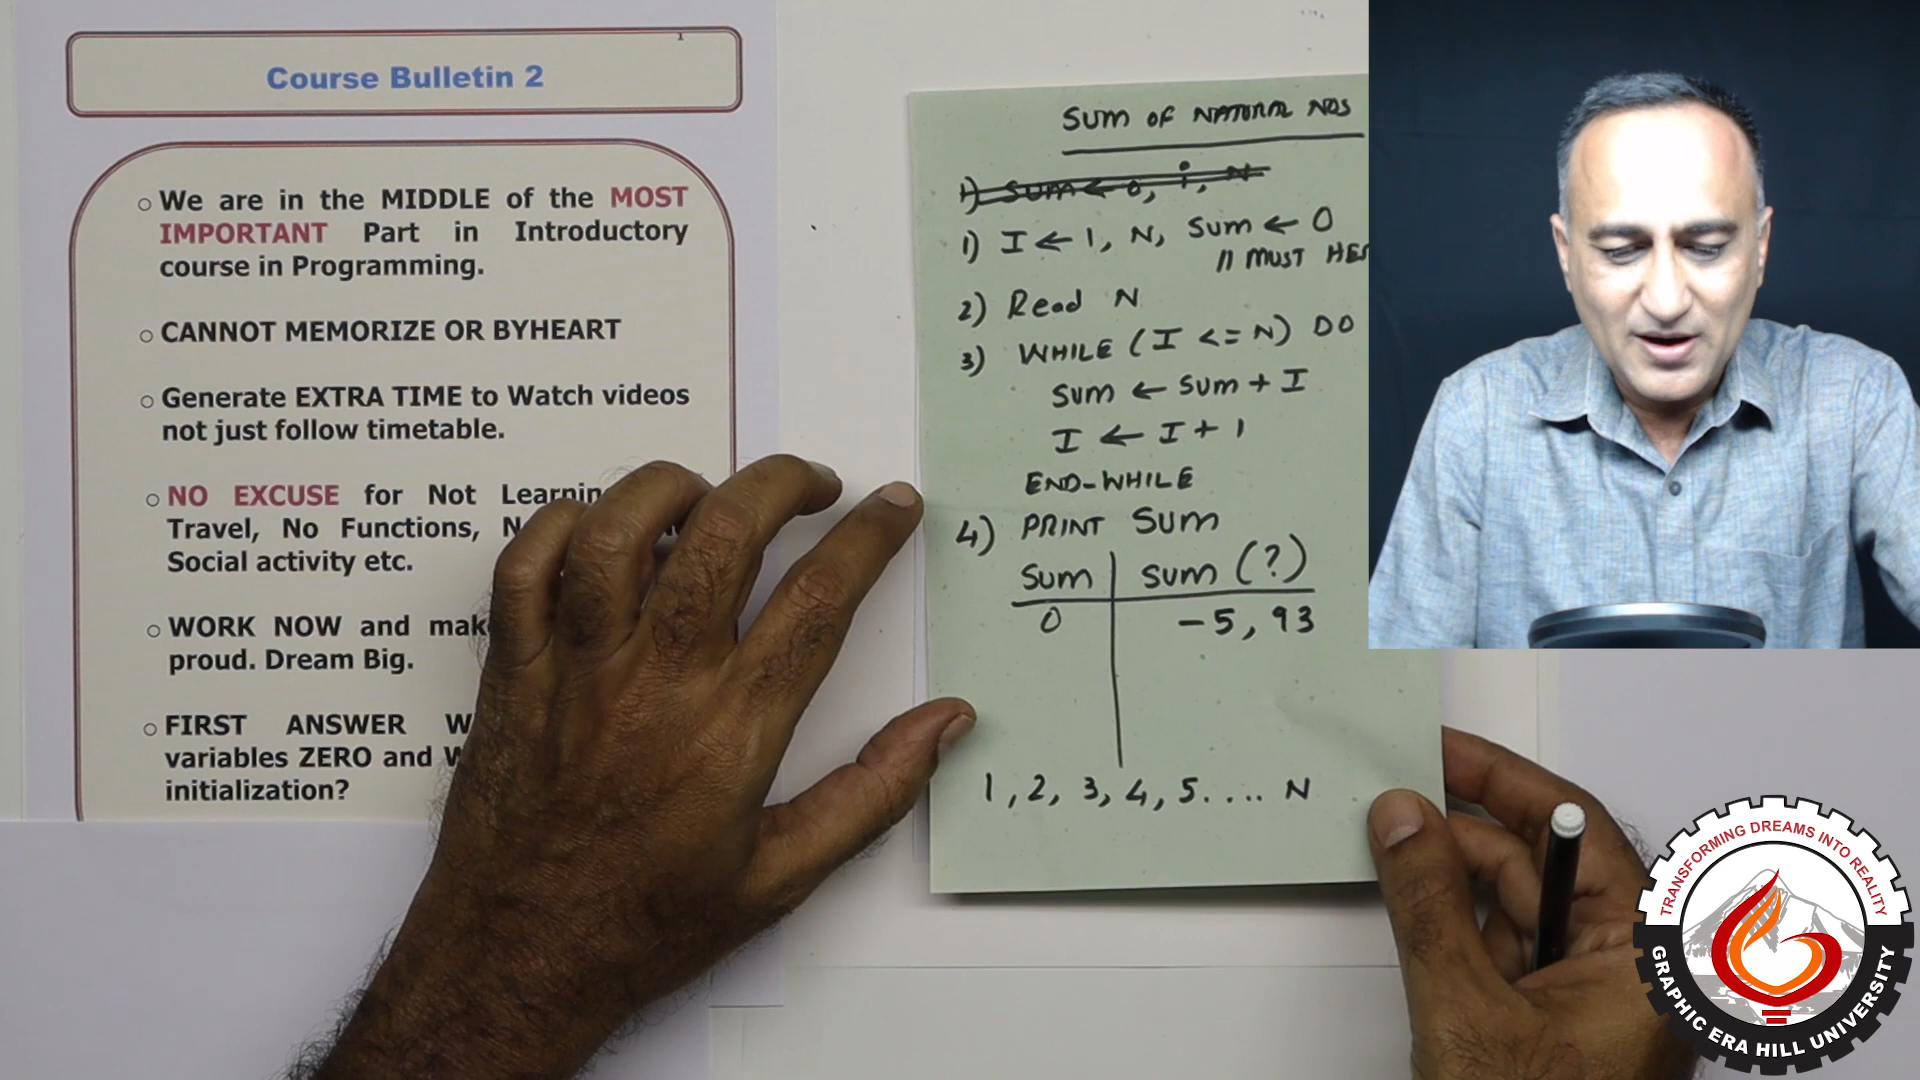 1
Course Bulletin 2
○ We are in the MIDDLE of the MOST
IMPORTANT Part in Introductory
course in Programming.
○ CANNOT MEMORIZE OR BYHEART
○ Generate EXTRA TIME to Watch videos
not just follow timetable.
○ NO EXCUSE for Not
Travel, No Functions,
Social activity etc.
○ WORK NOW and
proud. Dream Big.
○ FIRST ANSWER
variables ZERO and
initialization?
SUM OF NATURAL NOS
1) Sum ← 0, i, N
1) I ← 1, N, Sum ← 0
// MUST
2) Read N
3) WHILE (I <= N) DO
Sum ← Sum + I
I ← I + 1
END-WHILE
4) PRINT SUM
Sum | Sum (?)
0 | -5, 93
1, 2, 3, 4, 5.... N
TRANSFORMING DREAMS INTO REALITY
GRAPHIC ERA HILL UNIVERSITY